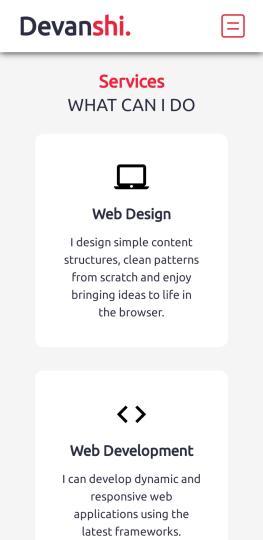 Devanshi.
Services
WHAT CAN I DO
Web Design
I design simple content
structures, clean patterns
from scratch and enjoy
bringing ideas to life in
the browser.
Web Development
I can develop dynamic and
responsive web
applications using the
latest frameworks.